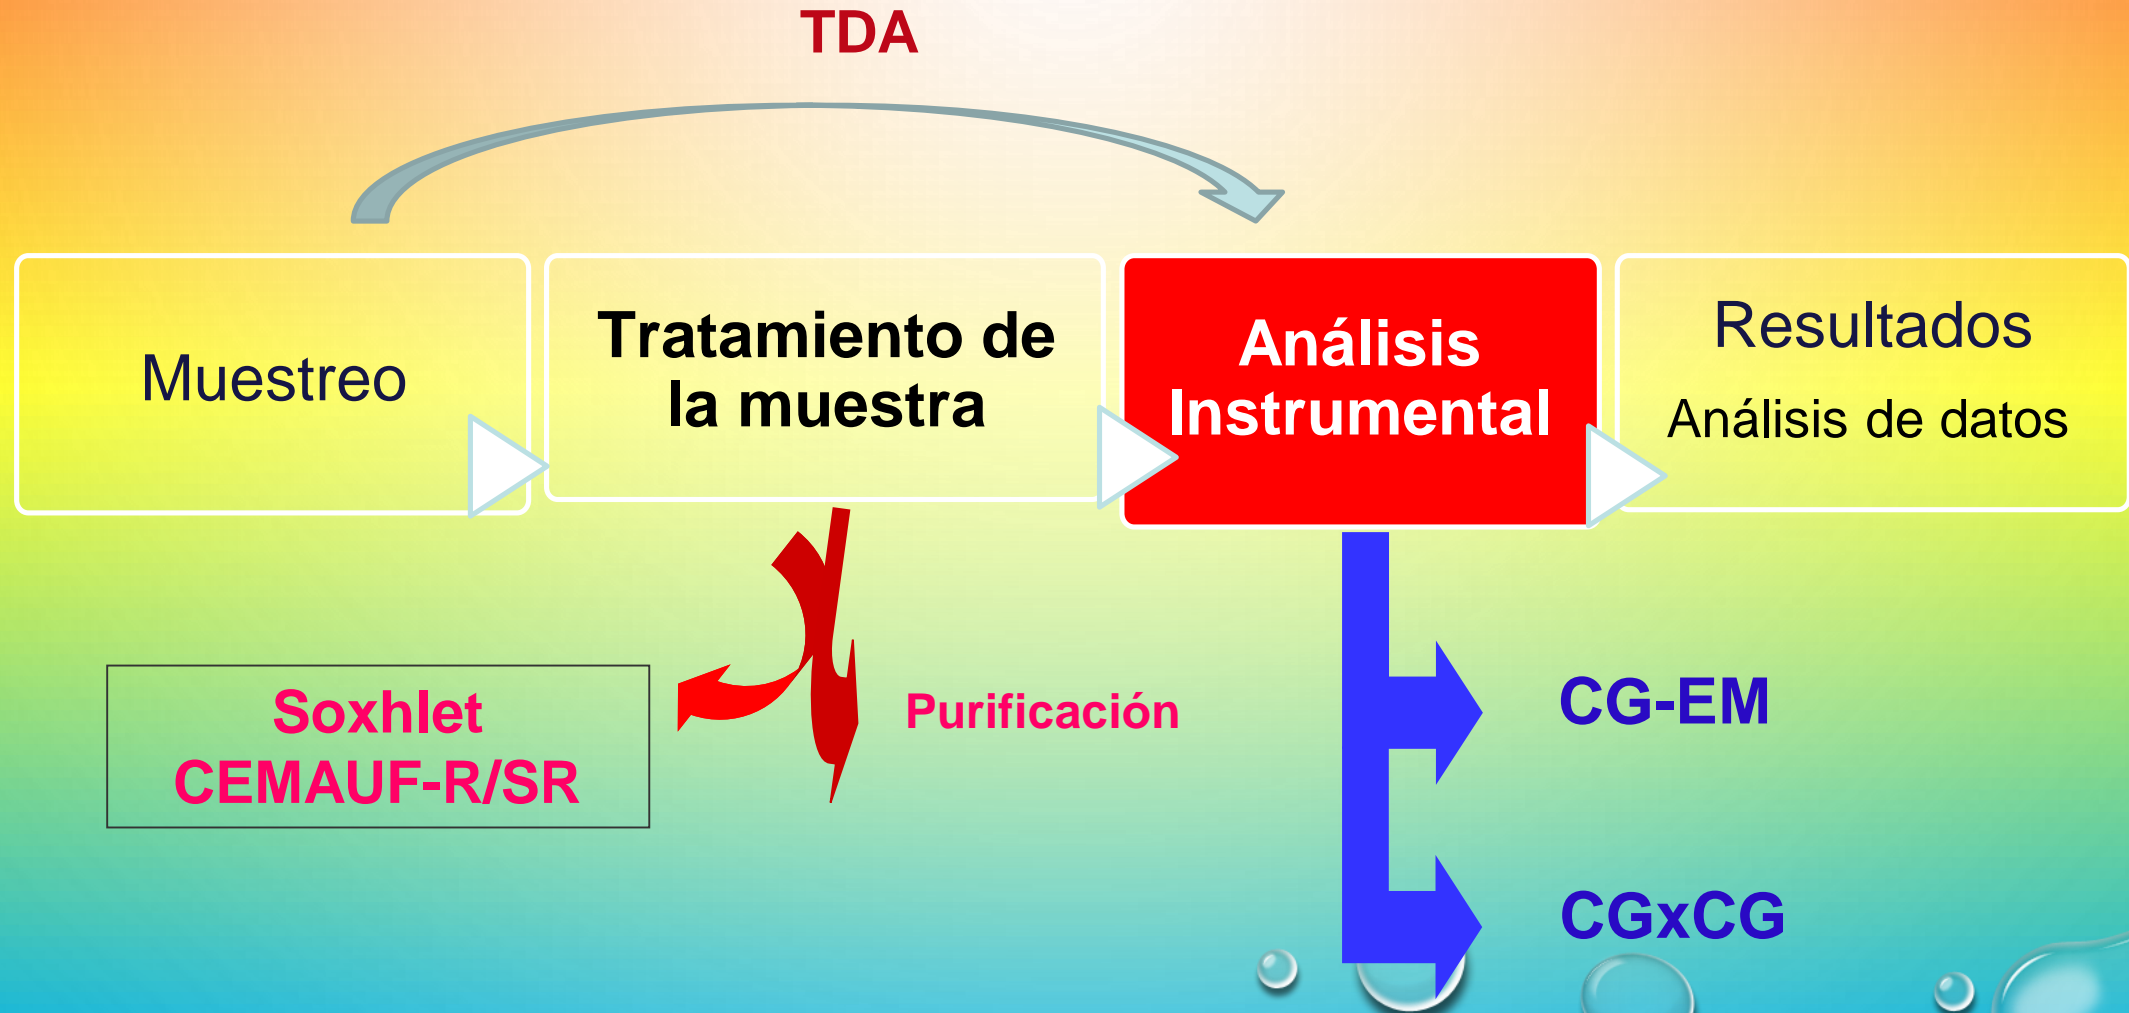 TDA
Muestreo
Tratamiento de
la muestra
Análisis
Instrumental
Resultados
Análisis de datos
Soxhlet
CEMAUF-R/SR
Purificación
CG-EM
CGxCG